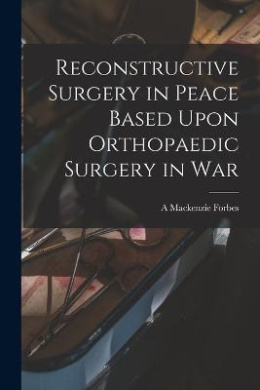 Reconstructive
Surgery in Peace
Based Upon
Orthopaedic
Surgery in War
A Mackenzie Forbes